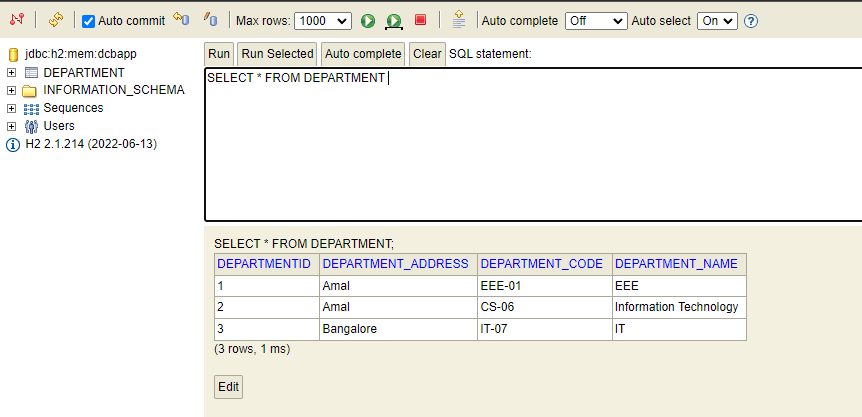 Auto commit Max rows: 1000 Auto complete Off Auto select On ?
jdbc:h2:mem:dcbapp
DEPARTMENT
INFORMATION_SCHEMA
Sequences
Users
H2 2.1.214 (2022-06-13)
Run Run Selected Auto complete Clear SQL statement:
SELECT * FROM DEPARTMENT
SELECT * FROM DEPARTMENT;
DEPARTMENTID DEPARTMENT_ADDRESS DEPARTMENT_CODE DEPARTMENT_NAME
1 Amal EEE-01 EEE
2 Amal CS-06 Information Technology
3 Bangalore IT-07 IT
(3 rows, 1 ms)
Edit